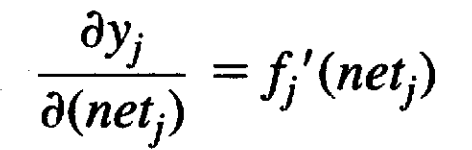 ∂y_j / ∂(net_j) = f_j'(net_j)